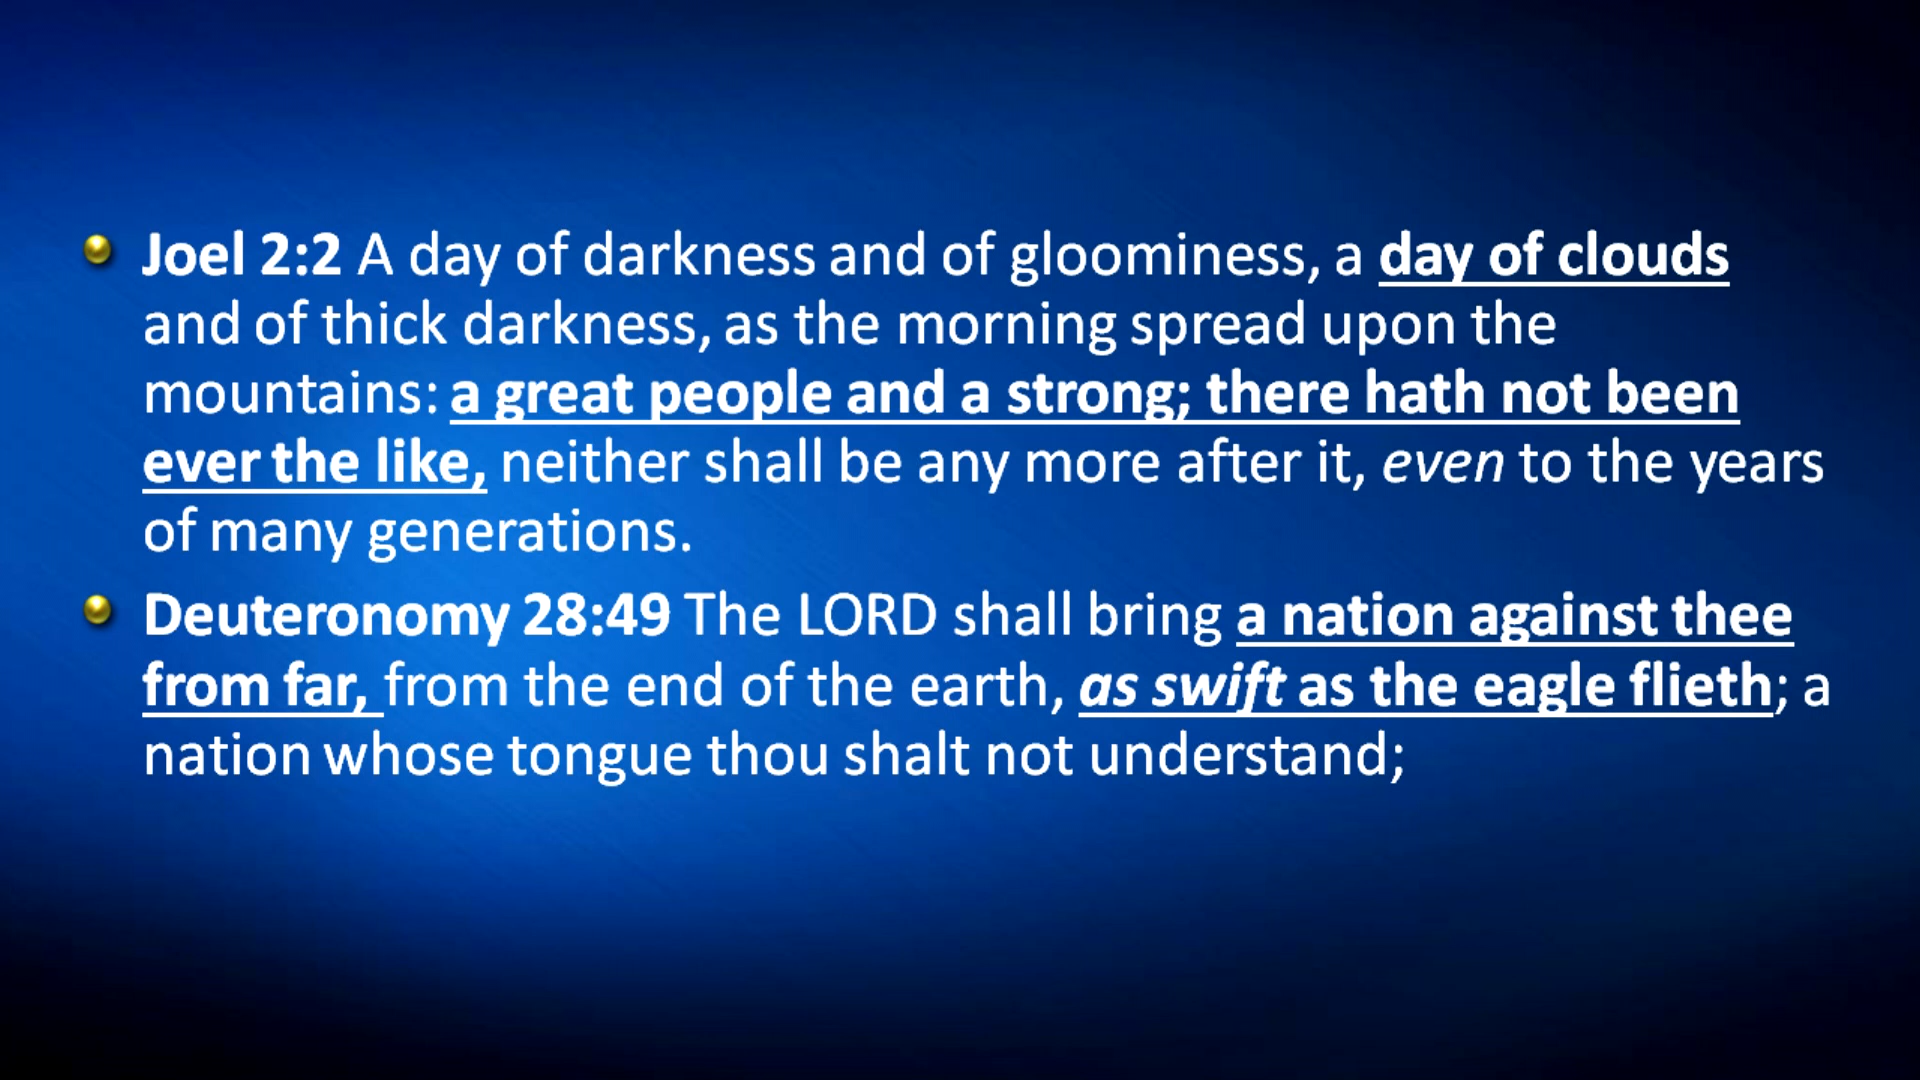 Joel 2:2 A day of darkness and of gloominess, a day of clouds
and of thick darkness, as the morning spread upon the
mountains: a great people and a strong; there hath not been
ever the like, neither shall be any more after it, even to the years
of many generations.
Deuteronomy 28:49 The LORD shall bring a nation against thee
from far, from the end of the earth, as swift as the eagle flieth; a
nation whose tongue thou shalt not understand;